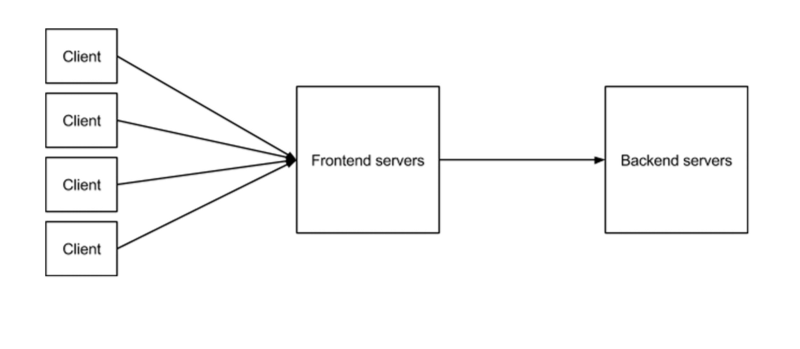 Client
Client
Client
Client
Frontend servers
Backend servers